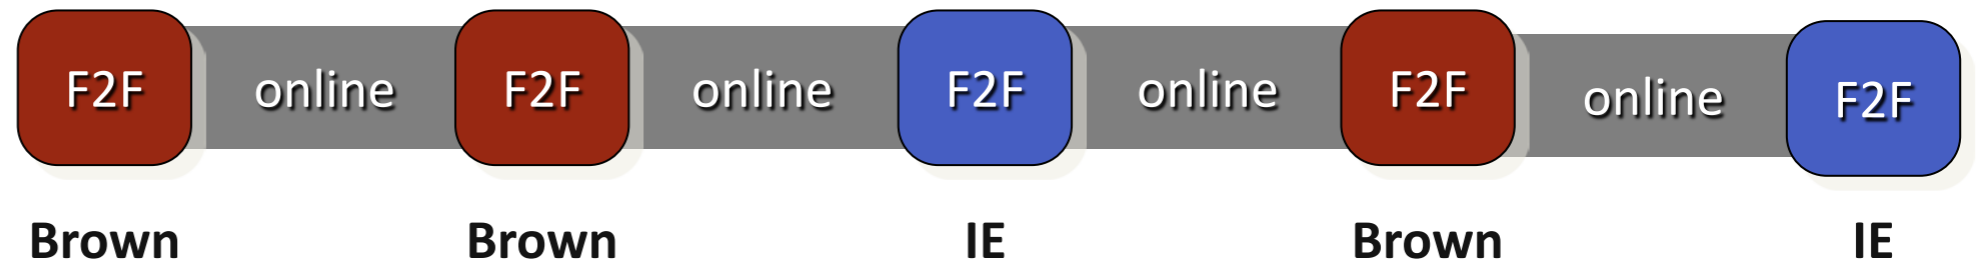 F2F online F2F online F2F online F2F online F2F
Brown Brown IE Brown IE